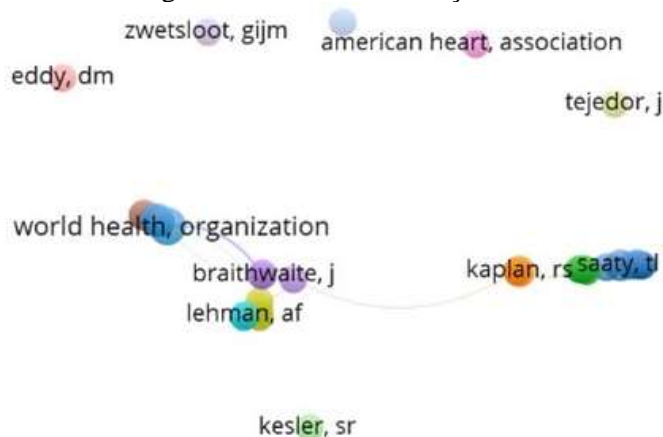 zwetsloot, gijm
american heart, association
eddy, dm
tejedor, j
world health, organization
braithwaite, j
kaplan, rs
saaty, tl
lehman, af
kesler, sr